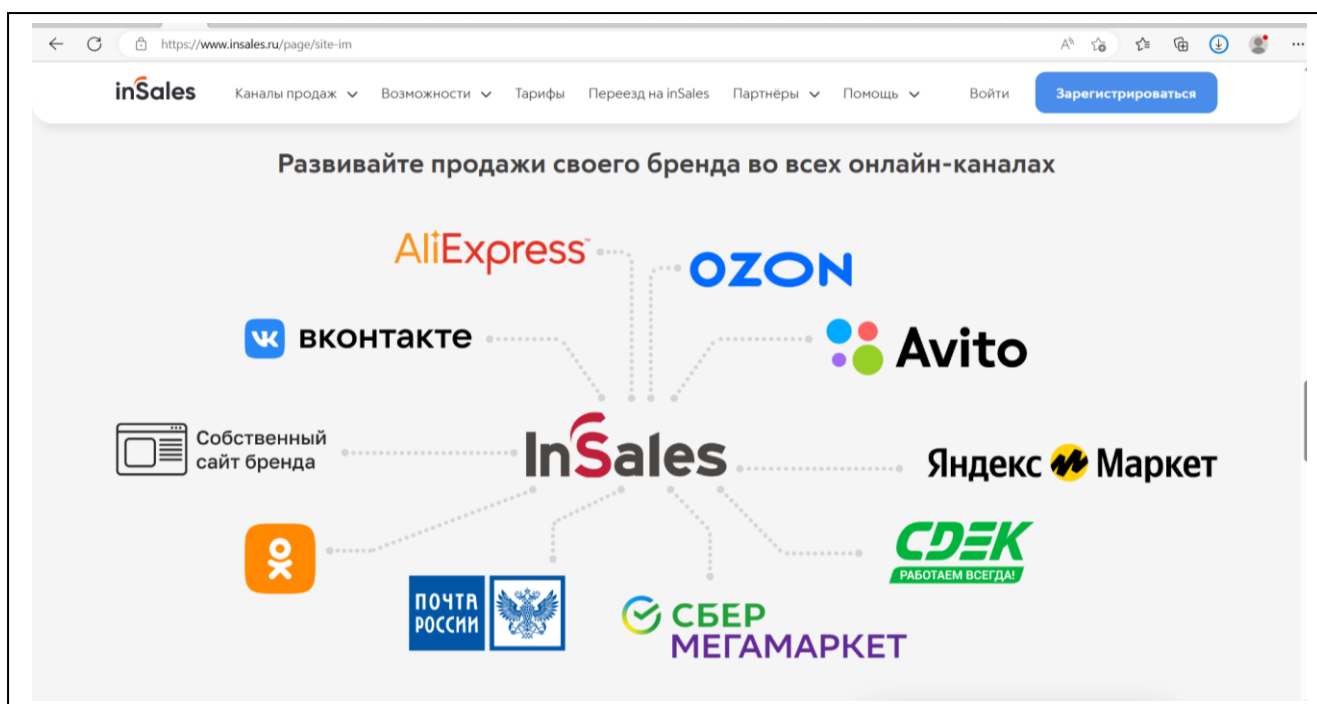 https://www.insales.ru/page/site-im
inSales Каналы продаж Возможности Тарифы Переезд на inSales Партнёры Помощь Войти Зарегистрироваться
Развивайте продажи своего бренда во всех онлайн-каналах
AliExpress
OZON
вконтакте
Avito
Собственный
сайт бренда
InSales
Яндекс Маркет
CDEK
РАБОТАЕМ ВСЕГДА!
ПОЧТА
РОССИИ
СБЕР
МЕГАМАРКЕТ